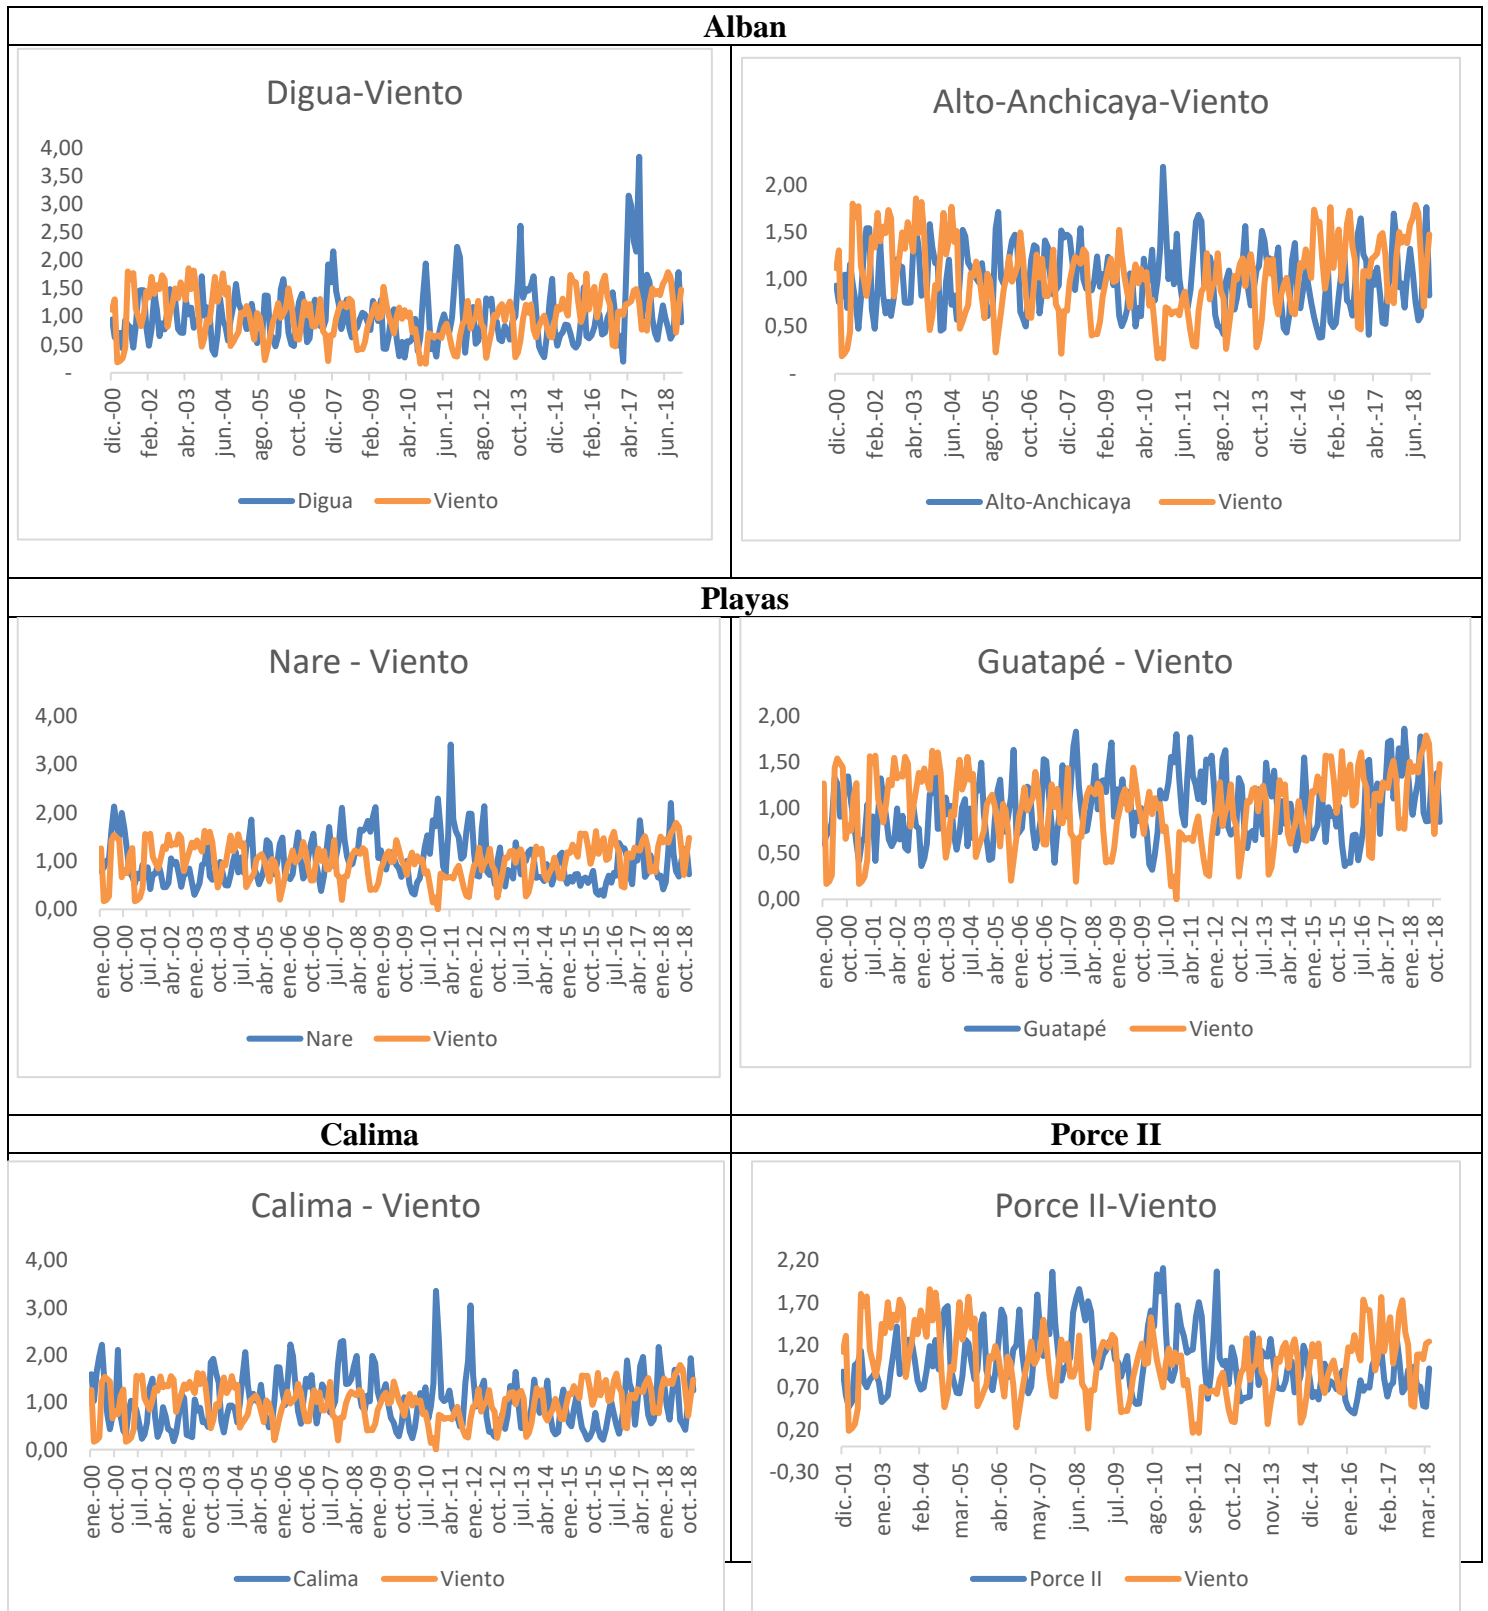 Alban
Digua-Viento
4,00
3,50
3,00
2,50
2,00
1,50
1,00
0,50
-
dic.-00
feb.-02
abr.-03
jun.-04
ago.-05
oct.-06
dic.-07
feb.-09
abr.-10
jun.-11
ago.-12
oct.-13
dic.-14
feb.-16
abr.-17
jun.-18
Digua Viento
Alto-Anchicaya-Viento
2,00
1,50
1,00
0,50
-
dic.-00
feb.-02
abr.-03
jun.-04
ago.-05
oct.-06
dic.-07
feb.-09
abr.-10
jun.-11
ago.-12
oct.-13
dic.-14
feb.-16
abr.-17
jun.-18
Alto-Anchicaya Viento
Playas
Nare - Viento
4,00
3,00
2,00
1,00
0,00
ene.-00
oct.-00
jul.-01
abr.-02
ene.-03
oct.-03
jul.-04
abr.-05
ene.-06
oct.-06
jul.-07
abr.-08
ene.-09
oct.-09
jul.-10
abr.-11
ene.-12
oct.-12
jul.-13
abr.-14
ene.-15
oct.-15
jul.-16
abr.-17
ene.-18
oct.-18
Nare Viento
Guatapé - Viento
2,00
1,50
1,00
0,50
0,00
ene.-00
oct.-00
jul.-01
abr.-02
ene.-03
oct.-03
jul.-04
abr.-05
ene.-06
oct.-06
jul.-07
abr.-08
ene.-09
oct.-09
jul.-10
abr.-11
ene.-12
oct.-12
jul.-13
abr.-14
ene.-15
oct.-15
jul.-16
abr.-17
ene.-18
oct.-18
Guatapé Viento
Calima
Porce II
Calima - Viento
4,00
3,00
2,00
1,00
0,00
ene.-00
oct.-00
jul.-01
abr.-02
ene.-03
oct.-03
jul.-04
abr.-05
ene.-06
oct.-06
jul.-07
abr.-08
ene.-09
oct.-09
jul.-10
abr.-11
ene.-12
oct.-12
jul.-13
abr.-14
ene.-15
oct.-15
jul.-16
abr.-17
ene.-18
oct.-18
Calima Viento
Porce II-Viento
2,20
1,70
1,20
0,70
0,20
-0,30
dic.-01
ene.-03
feb.-04
mar.-05
abr.-06
may.-07
jun.-08
jul.-09
ago.-10
sep.-11
oct.-12
nov.-13
dic.-14
ene.-16
feb.-17
mar.-18
Porce II Viento